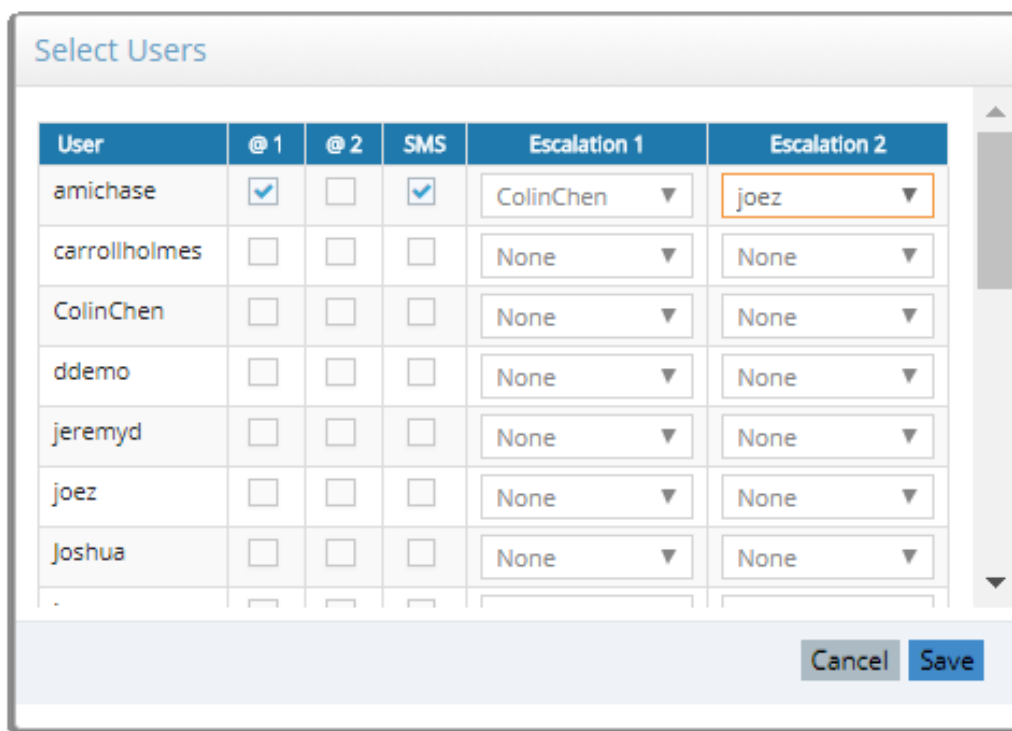 Select Users
User @ 1 @ 2 SMS Escalation 1 Escalation 2
amichase ColinChen joez
carrollholmes None None
ColinChen None None
ddemo None None
jeremyd None None
joez None None
Joshua None None
Cancel Save